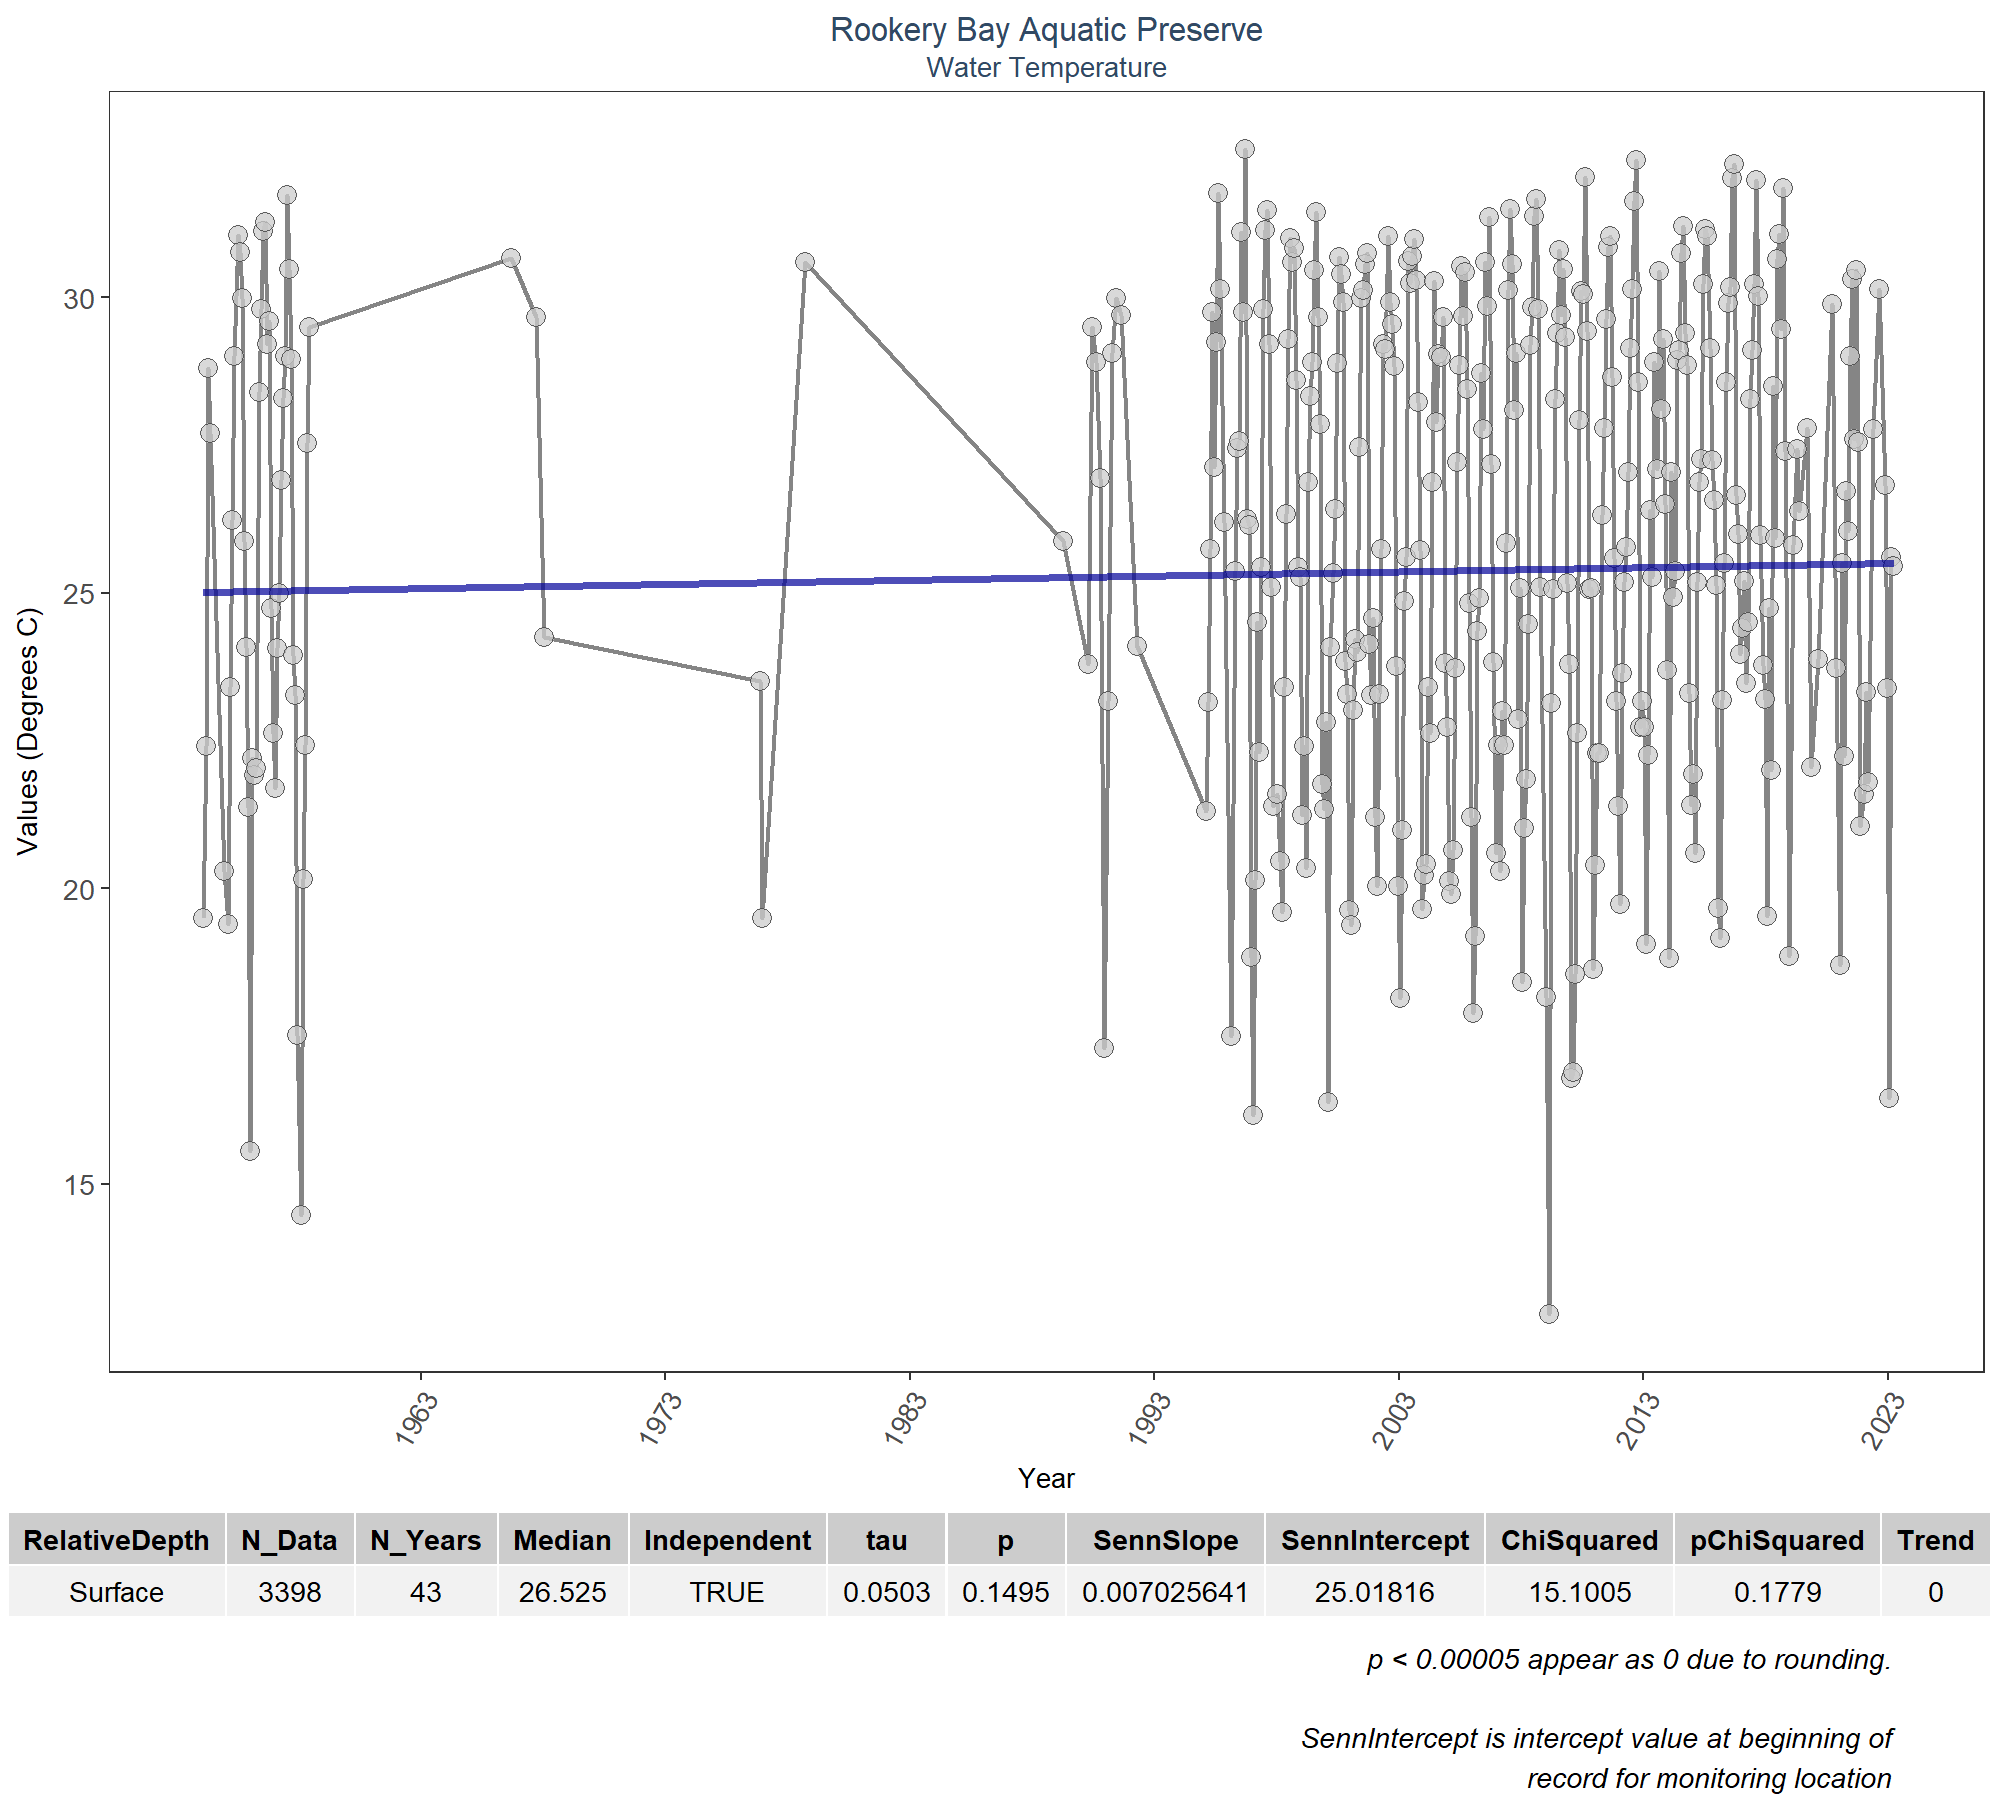 Rookery Bay Aquatic Preserve
Water Temperature
Values (Degrees C)
30
25
20
15
1963
1973
1983
1993
2003
2013
2023
Year
RelativeDepth N_Data N_Years Median Independent tau p SennSlope SennIntercept ChiSquared pChiSquared Trend
Surface 3398 43 26.525 TRUE 0.0503 0.1495 0.007025641 25.01816 15.1005 0.1779 0
p < 0.00005 appear as 0 due to rounding.
SennIntercept is intercept value at beginning of
record for monitoring location